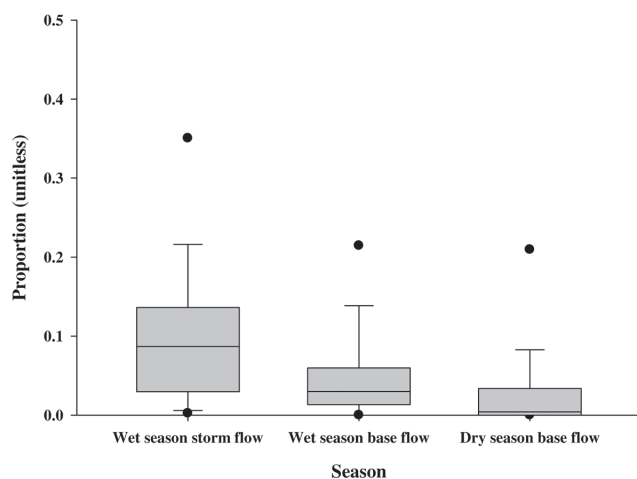 0.5
0.4
0.3
0.2
0.1
0.0
Proportion (unitless)
Wet season storm flow Wet season base flow Dry season base flow
Season